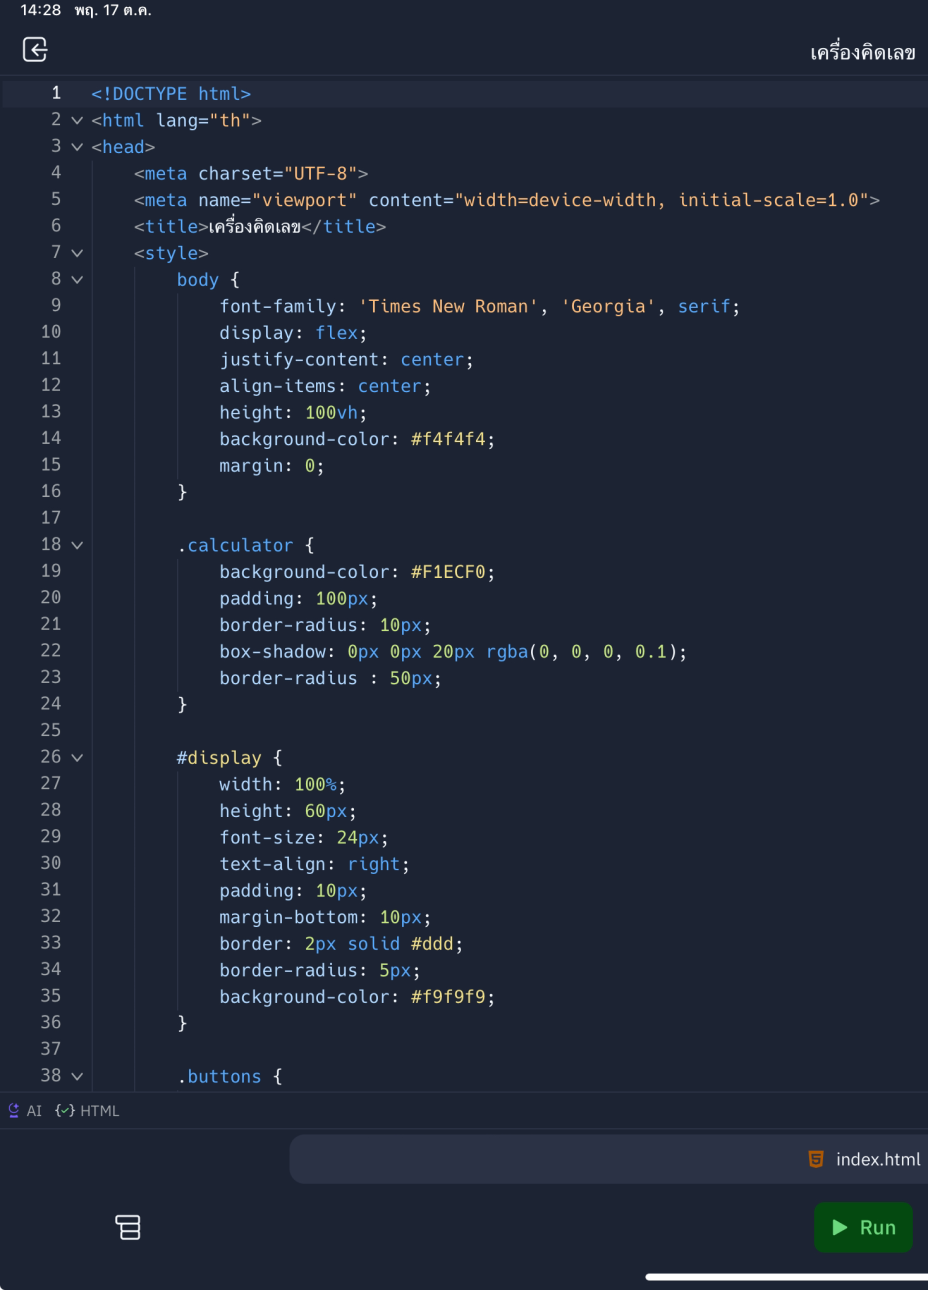 14:28 พฤ. 17 ต.ค.
เครื่องคิดเลข
1 <!DOCTYPE html>
2 <html lang="th">
3 <head>
4 <meta charset="UTF-8">
5 <meta name="viewport" content="width=device-width, initial-scale=1.0">
6 <title>เครื่องคิดเลข</title>
7 <style>
8 body {
9 font-family: 'Times New Roman', 'Georgia', serif;
10 display: flex;
11 justify-content: center;
12 align-items: center;
13 height: 100vh;
14 background-color: #f4f4f4;
15 margin: 0;
16 }
17
18 .calculator {
19 background-color: #F1ECF0;
20 padding: 100px;
21 border-radius: 10px;
22 box-shadow: 0px 0px 20px rgba(0, 0, 0, 0.1);
23 border-radius : 50px;
24 }
25
26 #display {
27 width: 100%;
28 height: 60px;
29 font-size: 24px;
30 text-align: right;
31 padding: 10px;
32 margin-bottom: 10px;
33 border: 2px solid #ddd;
34 border-radius: 5px;
35 background-color: #f9f9f9;
36 }
37
38 .buttons {
AI HTML
index.html
Run